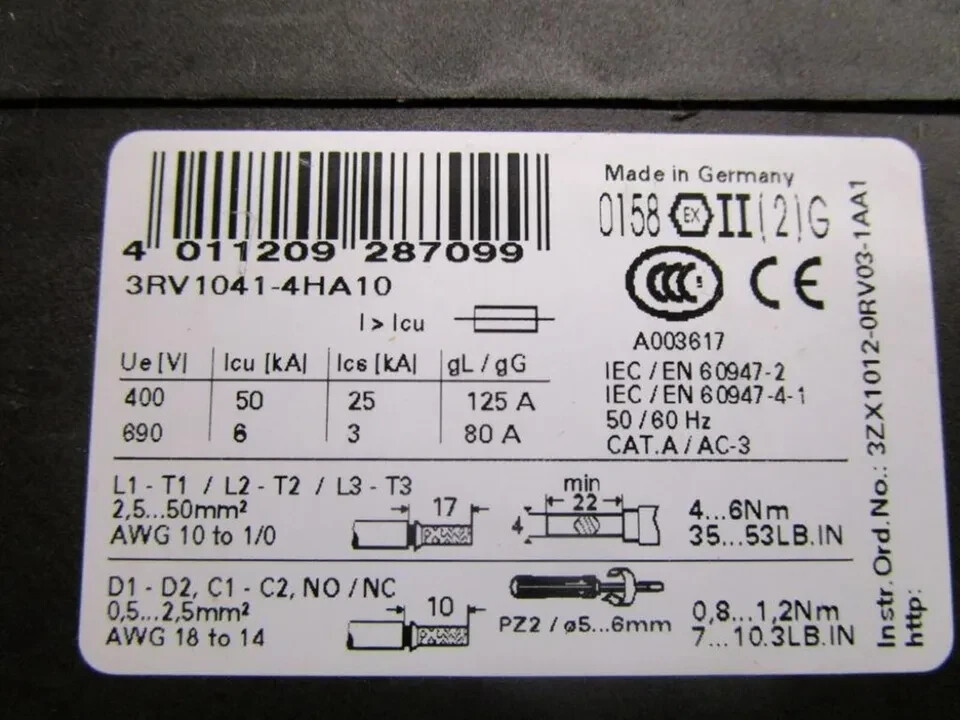 4 011209 287099
3RV1041-4HA10
I > Icu
Ue [V] Icu [kA] Ics [kA] gL / gG
400 50 25 125 A
690 6 3 80 A
Made in Germany
0158 EX II (2) G
CCC CE
A003617
IEC / EN 60947-2
IEC / EN 60947-4-1
50 / 60 Hz
CAT.A / AC-3
L1 - T1 / L2 - T2 / L3 - T3
2,5...50mm²
AWG 10 to 1/0
17
min
22
4
4...6Nm
35...53LB.IN
D1 - D2, C1 - C2, NO / NC
0,5...2,5mm²
AWG 18 to 14
10
PZ2 / ø5...6mm
0,8...1,2Nm
7...10.3LB.IN
Instr. Ord. No.: 3ZX1012-0RV03-1AA1
http: